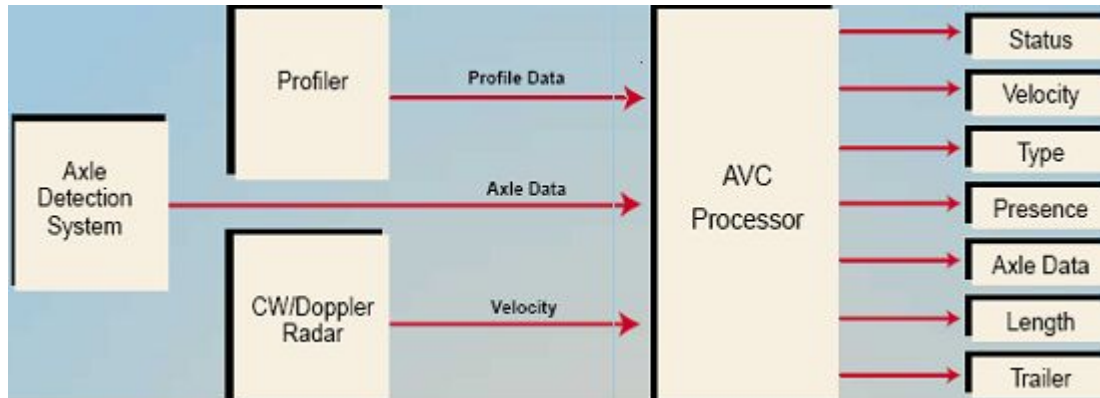 Axle
Detection
System
Profiler
CW/Doppler
Radar
Profile Data
Axle Data
Velocity
AVC
Processor
Status
Velocity
Type
Presence
Axle Data
Length
Trailer